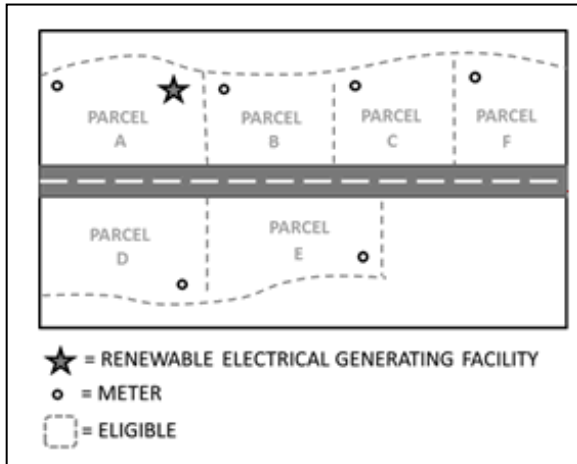 PARCEL
A
PARCEL
B
PARCEL
C
PARCEL
F
PARCEL
D
PARCEL
E
= RENEWABLE ELECTRICAL GENERATING FACILITY
= METER
= ELIGIBLE